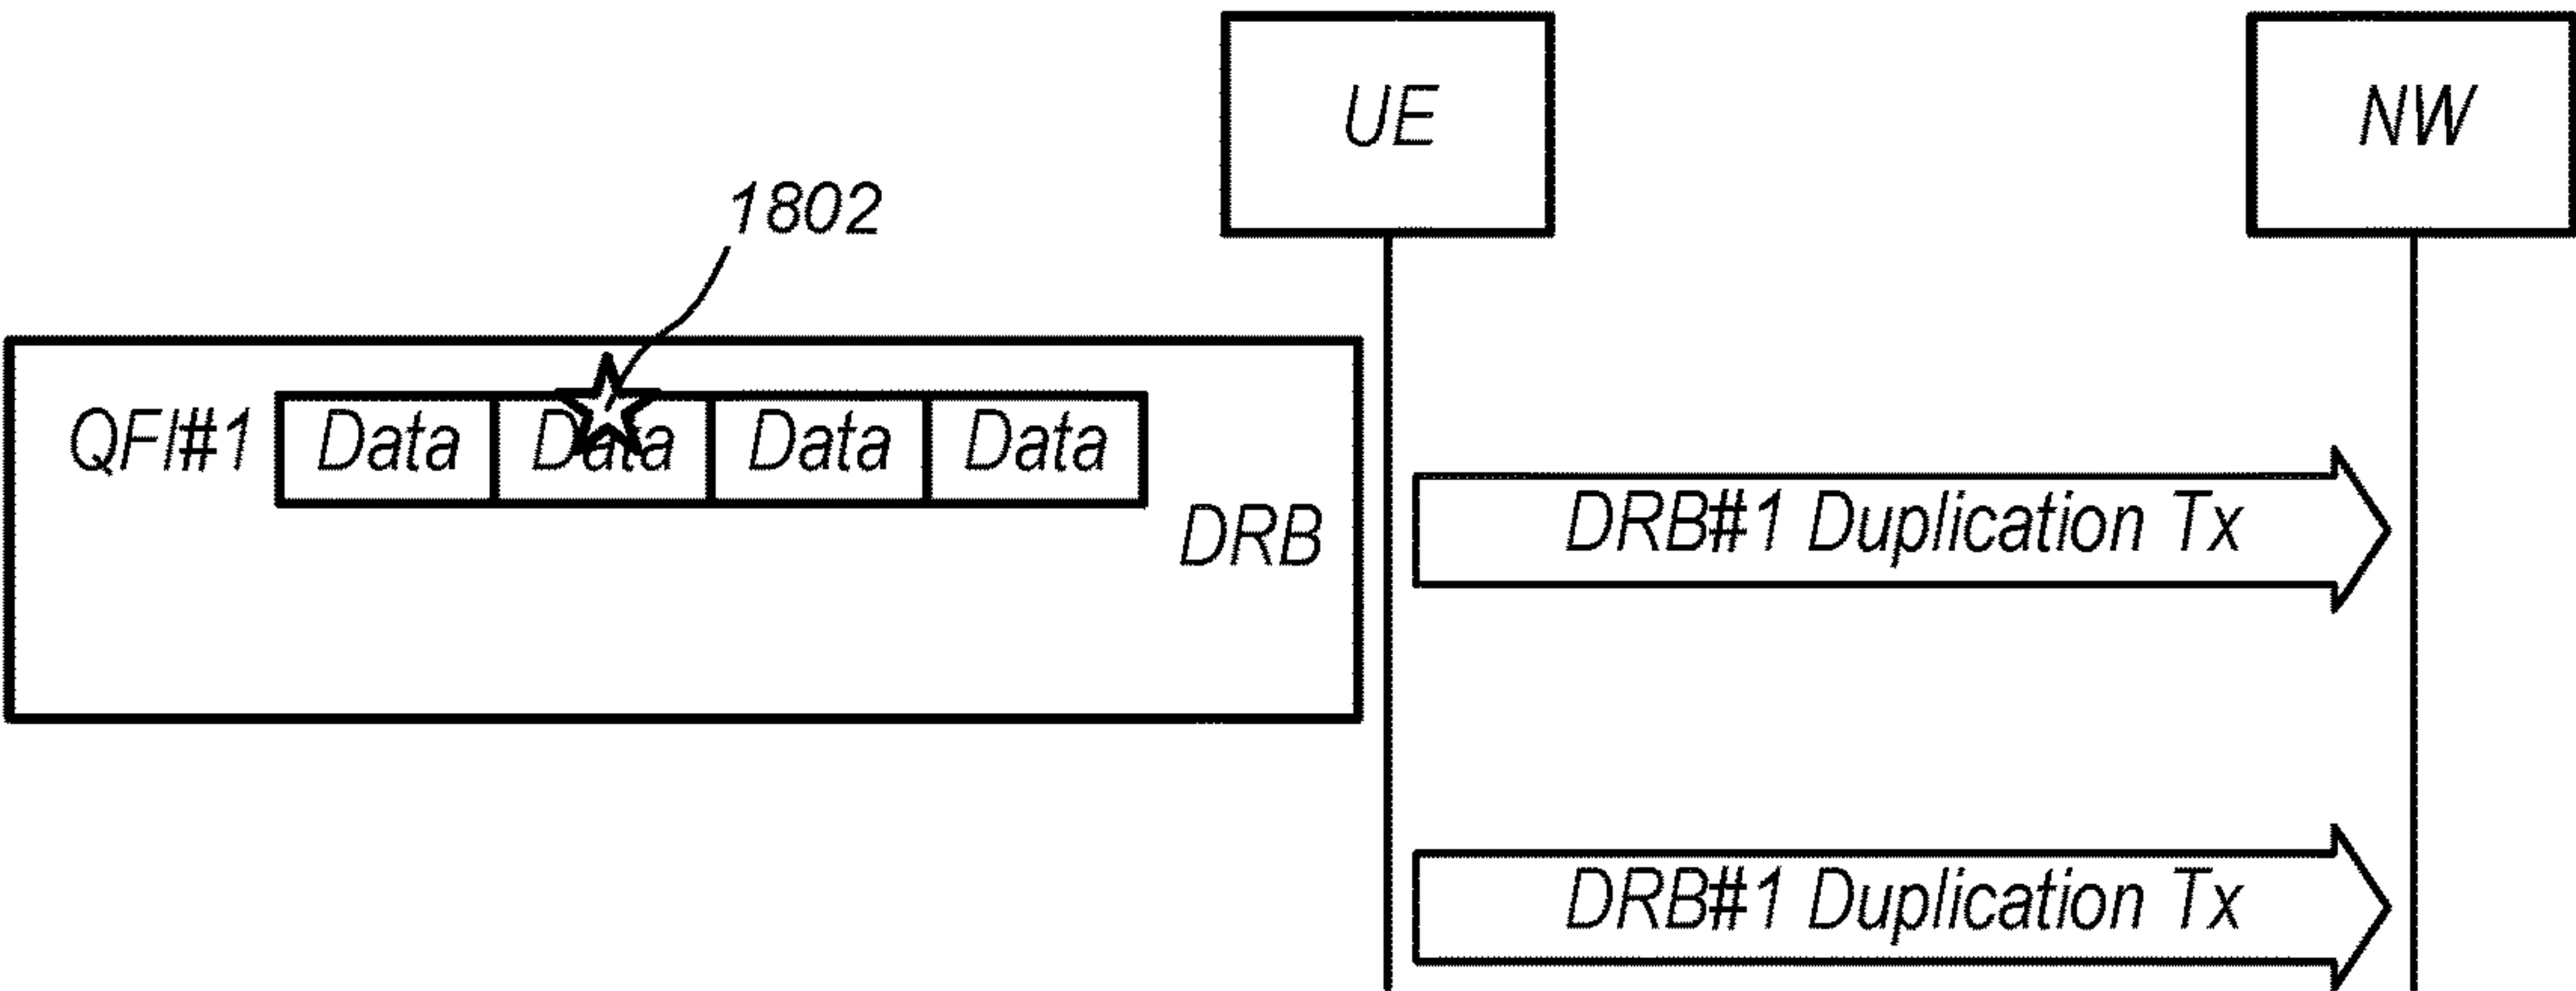 UE
NW
1802
QFI#1 Data Data Data Data
DRB
DRB#1 Duplication Tx
DRB#1 Duplication Tx